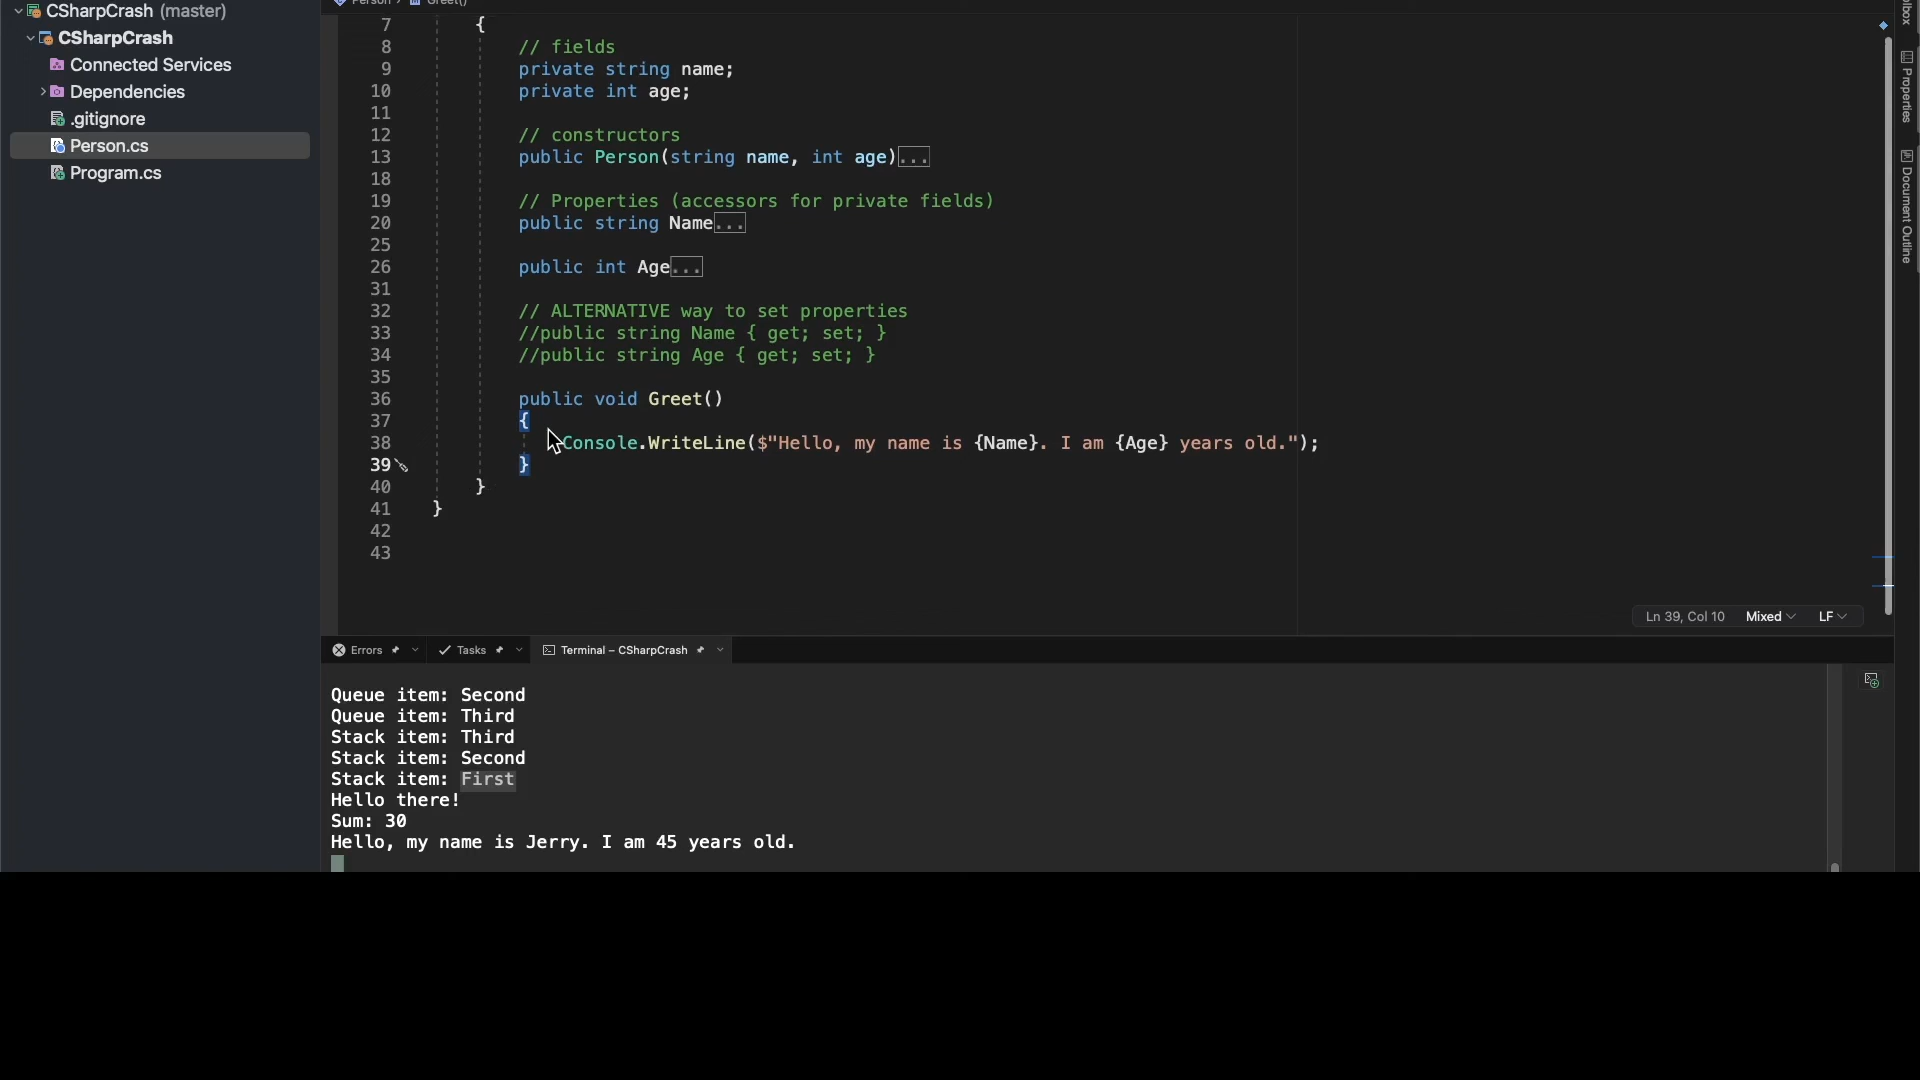 CSharpCrash (master)
CSharpCrash
Connected Services
Dependencies
.gitignore
Person.cs
Program.cs
Person › Greet()
7 {
8 // fields
9 private string name;
10 private int age;
11
12 // constructors
13 public Person(string name, int age)...
18
19 // Properties (accessors for private fields)
20 public string Name...
25
26 public int Age...
31
32 // ALTERNATIVE way to set properties
33 //public string Name { get; set; }
34 //public string Age { get; set; }
35
36 public void Greet()
37 {
38 Console.WriteLine($"Hello, my name is {Name}. I am {Age} years old.");
39 }
40 }
41 }
42
43
Ln 39, Col 10 Mixed LF
Properties
Document Outline
Errors Tasks Terminal – CSharpCrash
Queue item: Second
Queue item: Third
Stack item: Third
Stack item: Second
Stack item: First
Hello there!
Sum: 30
Hello, my name is Jerry. I am 45 years old.